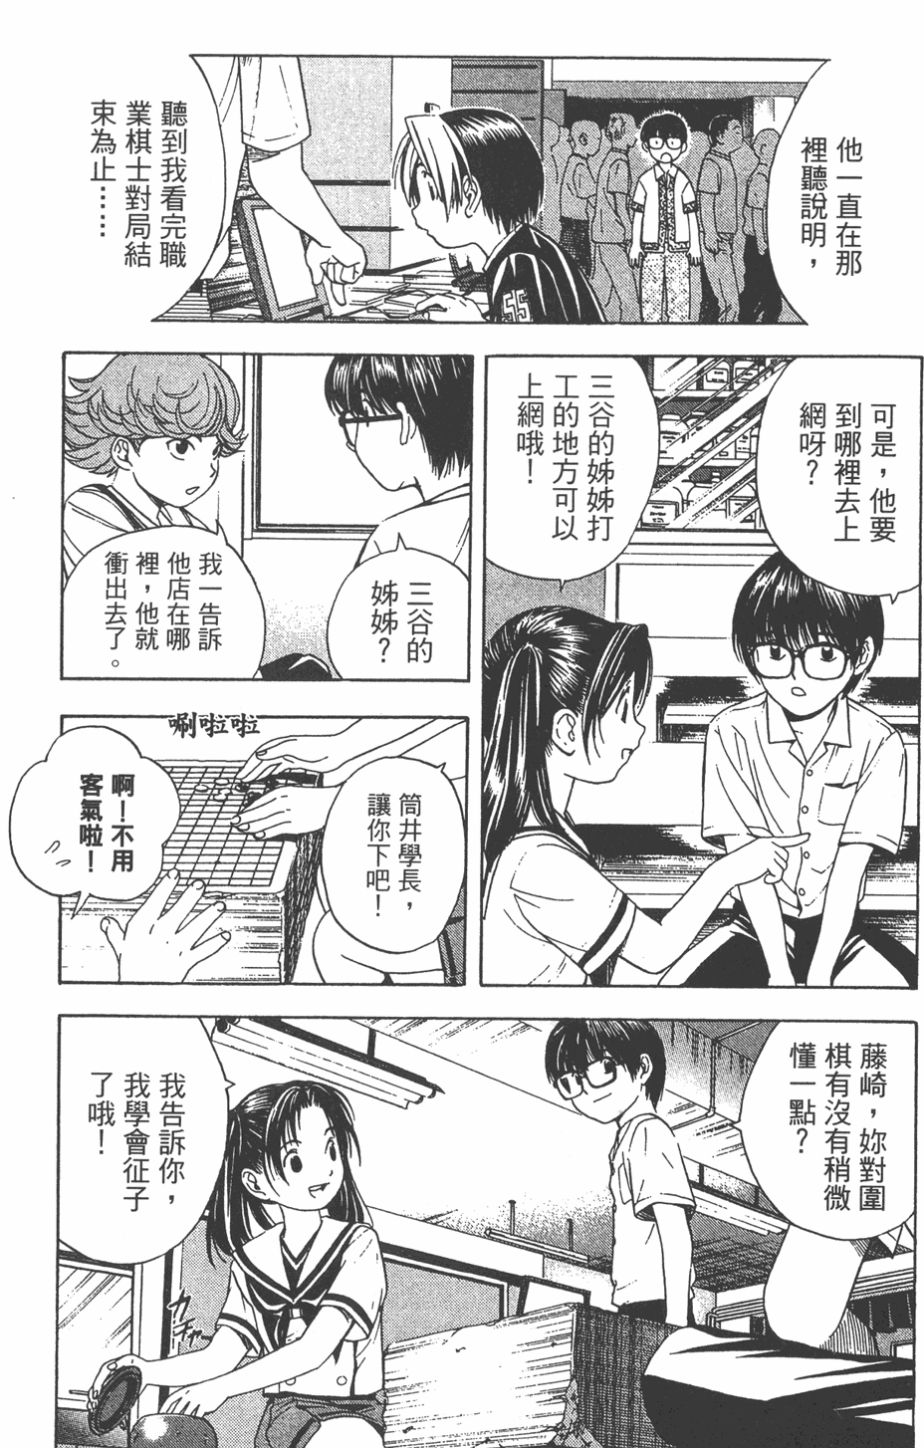 他一直在那
裡聽說明，
聽到我看完職
業棋士對局結
束為止……
55
可是，他要
到哪裡去上
網呀？
三谷的姊姊打
工的地方可以
上網哦！
三谷的
姊姊？
我一告訴
他店在哪
裡，他就
衝出去了。
唰啦啦
筒井學長，
讓你下吧！
啊！不用
客氣啦！
藤崎，妳對圍
棋有沒有稍微
懂一點？
我告訴你，
我學會征子
了哦！
カチャ